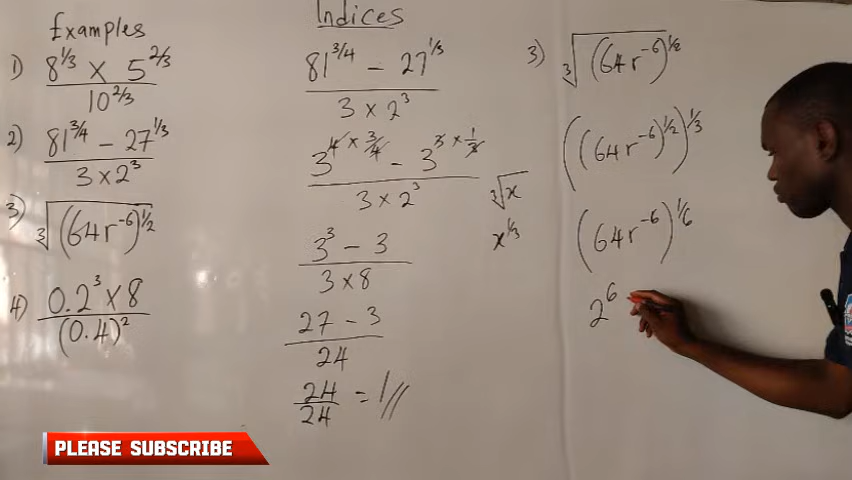 Examples
1) 8^{1/3} × 5^{2/3}
10^{2/3}
2) 81^{3/4} − 27^{1/3}
3 × 2^3
3) ∛(64r^{-6})^{1/2}
4) 0.2^3 × 8
(0.4)^2
Indices
81^{3/4} − 27^{1/3}
3 × 2^3
3^{4 × 3/4} − 3^{3 × 1/3}
3 × 2^3
∛x
x^{1/3}
3^3 − 3
3 × 8
27 − 3
24
24
24
= 1//
3) ∛(64r^{-6})^{1/2}
((64r^{-6})^{1/2})^{1/3}
(64r^{-6})^{1/6}
2^6
PLEASE SUBSCRIBE